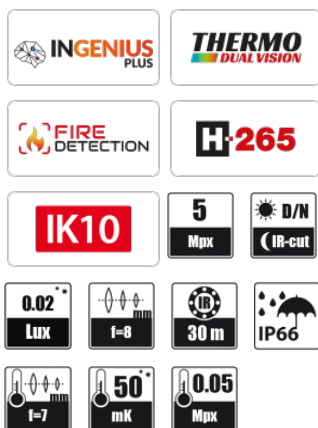 INGENIUS
PLUS
THERMO
DUAL VISION
FIRE
DETECTION
H·265
IK10
5
Mpx
D/N
IR-cut
0.02**
Lux
mm
f=8
IR
30 m
IP66
mm
f=7
50**
mK
0.05
Mpx